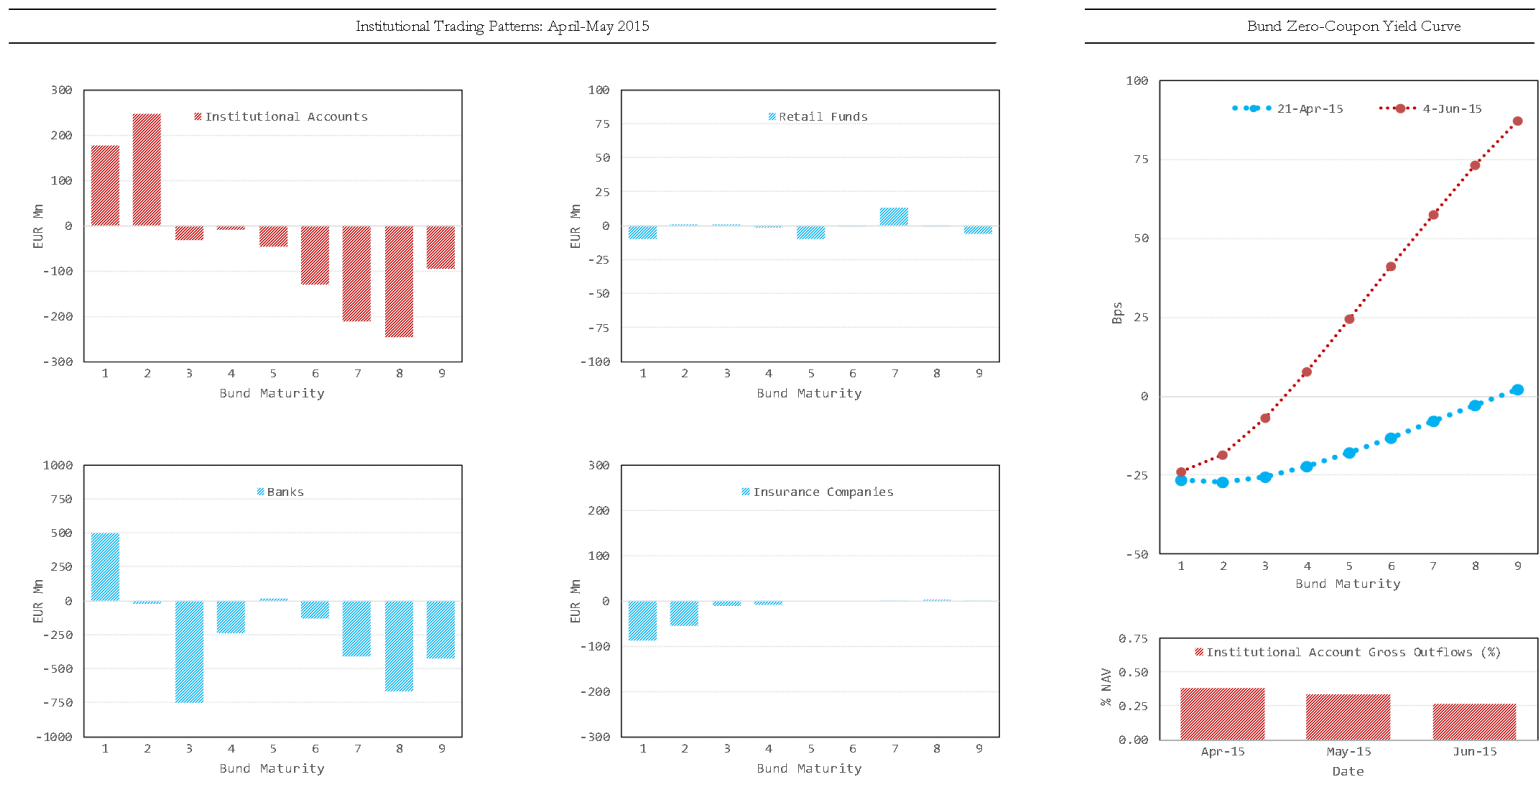 Institutional Trading Patterns: April-May 2015
Bund Zero-Coupon Yield Curve
Institutional Accounts
EUR Mn
300
200
100
0
-100
-200
-300
1 2 3 4 5 6 7 8 9
Bund Maturity
Retail Funds
EUR Mn
100
75
50
25
0
-25
-50
-75
-100
1 2 3 4 5 6 7 8 9
Bund Maturity
Banks
EUR Mn
1000
750
500
250
0
-250
-500
-750
-1000
1 2 3 4 5 6 7 8 9
Bund Maturity
Insurance Companies
EUR Mn
300
200
100
0
-100
-200
-300
1 2 3 4 5 6 7 8 9
Bund Maturity
21-Apr-15 4-Jun-15
Bps
100
75
50
25
0
-25
-50
1 2 3 4 5 6 7 8 9
Bund Maturity
Institutional Account Gross Outflows (%)
% NAV
0.75
0.50
0.25
0.00
Apr-15 May-15 Jun-15
Date